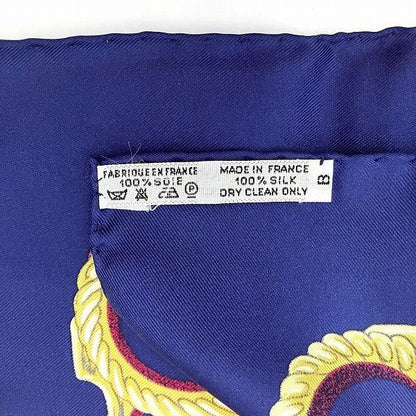 FABRIQUE EN FRANCE
100% SOIE
MADE IN FRANCE
100% SILK
DRY CLEAN ONLY
P
B